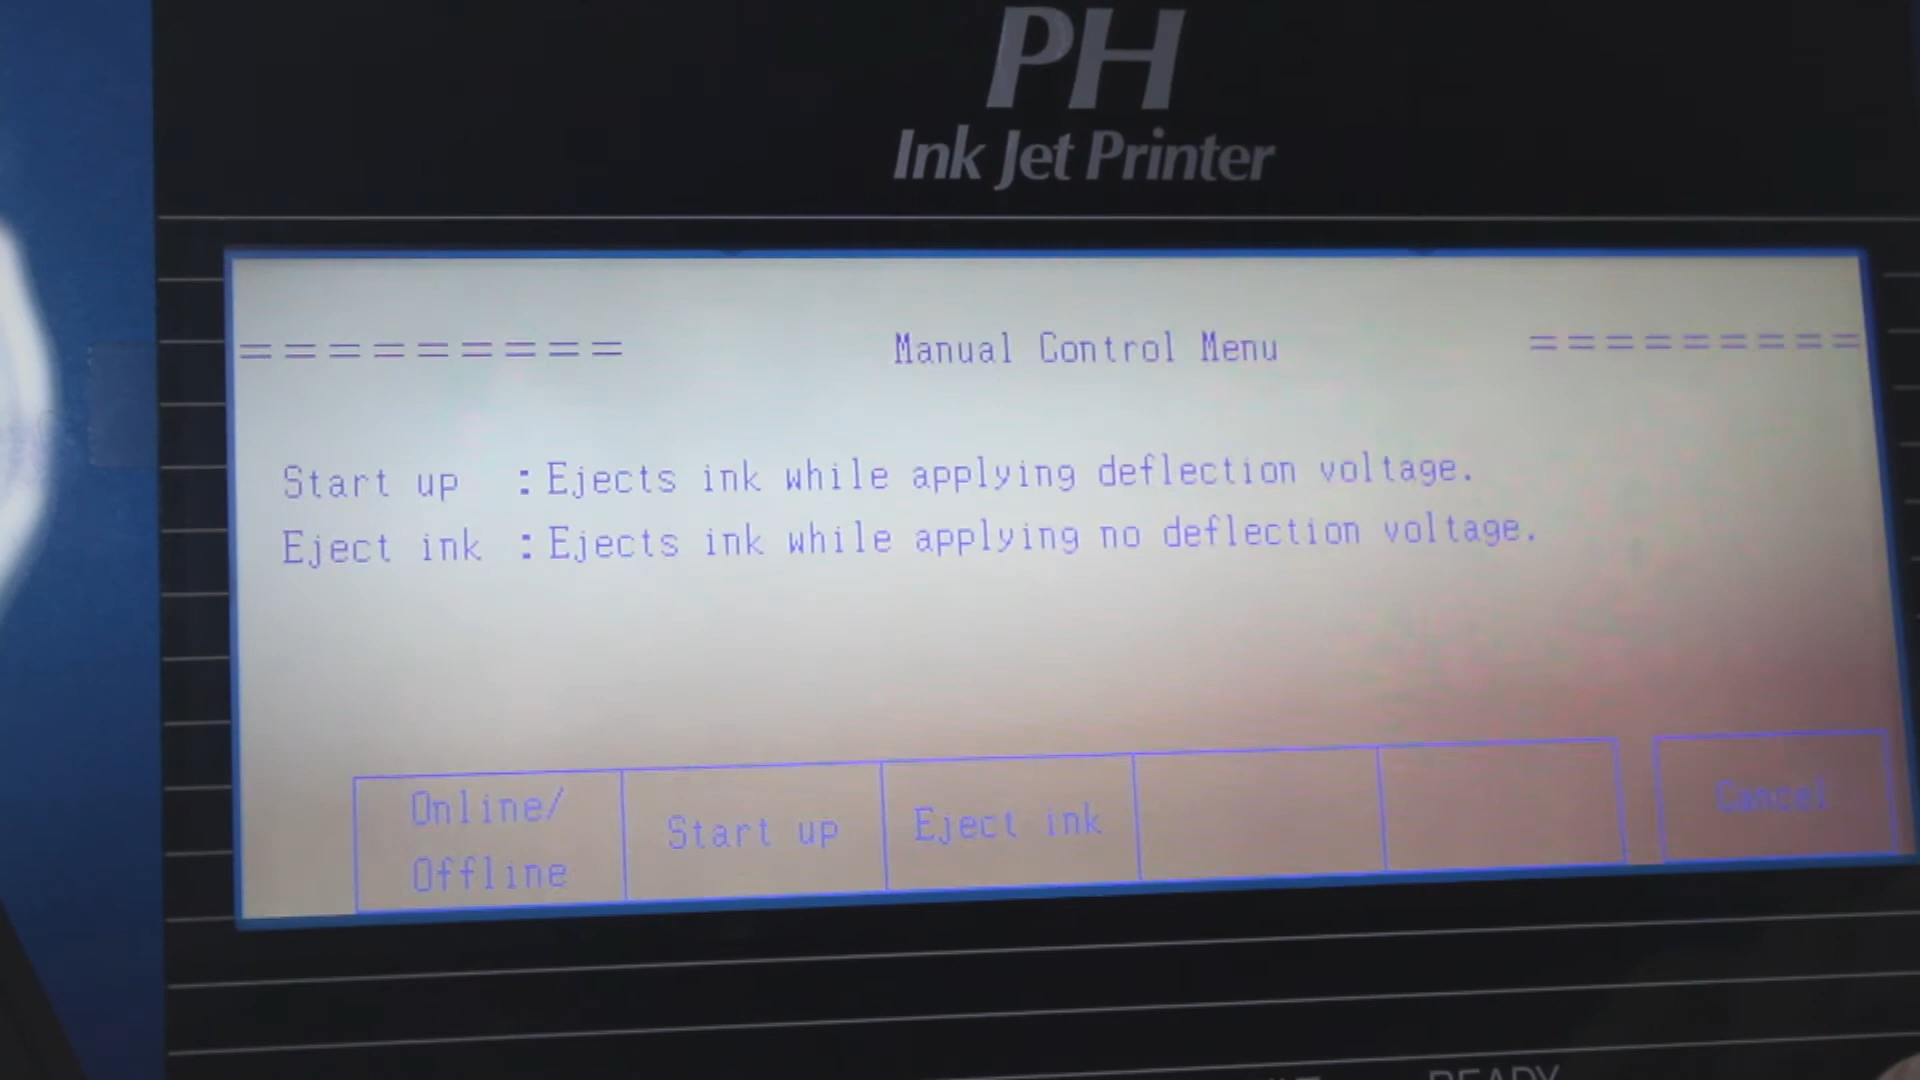 PH
Ink Jet Printer
========= Manual Control Menu =========
Start up :Ejects ink while applying deflection voltage.
Eject ink :Ejects ink while applying no deflection voltage.
Online/
Offline
Start up
Eject ink
Cancel
READY